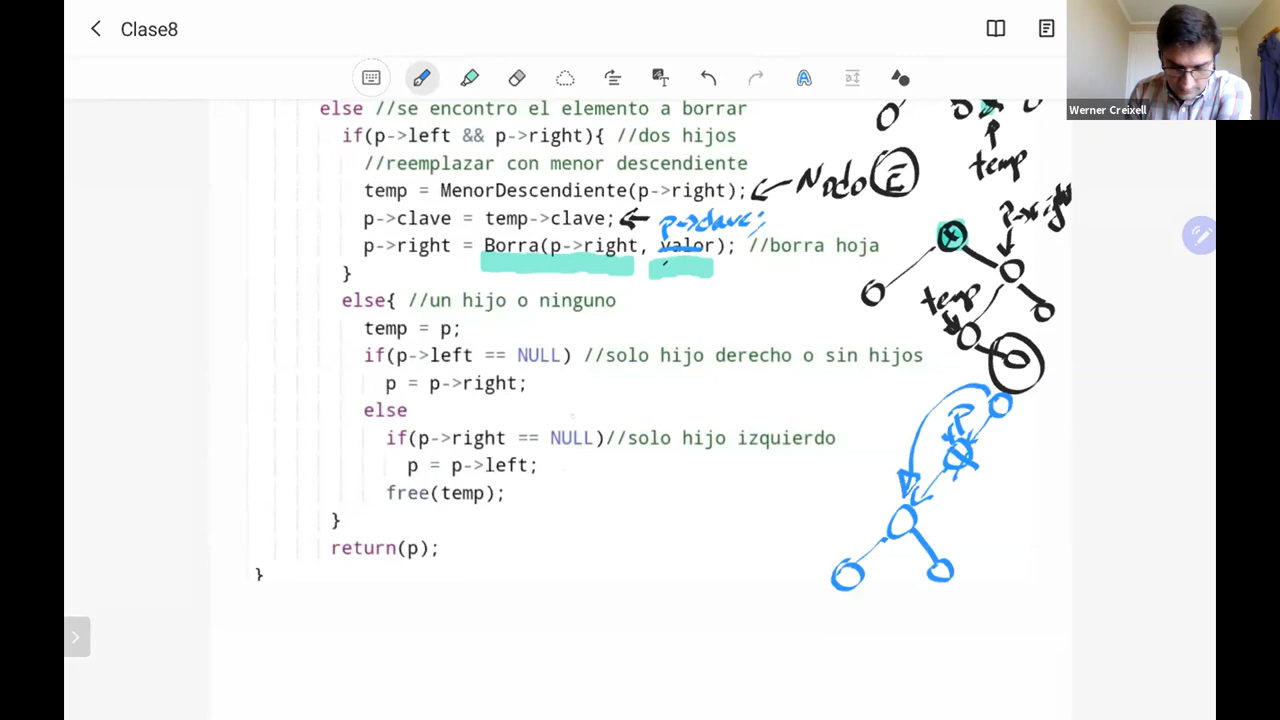 Clase8
Werner Creixell
else //se encontro el elemento a borrar
if(p->left && p->right){ //dos hijos
//reemplazar con menor descendiente
temp = MenorDescendiente(p->right);
Nodo E
p->clave = temp->clave;
p->clave;
p->right = Borra(p->right, valor); //borra hoja
}
else{ //un hijo o ninguno
temp = p;
if(p->left == NULL) //solo hijo derecho o sin hijos
p = p->right;
else
if(p->right == NULL)//solo hijo izquierdo
p = p->left;
free(temp);
}
return(p);
}
temp
p->right
temp
P